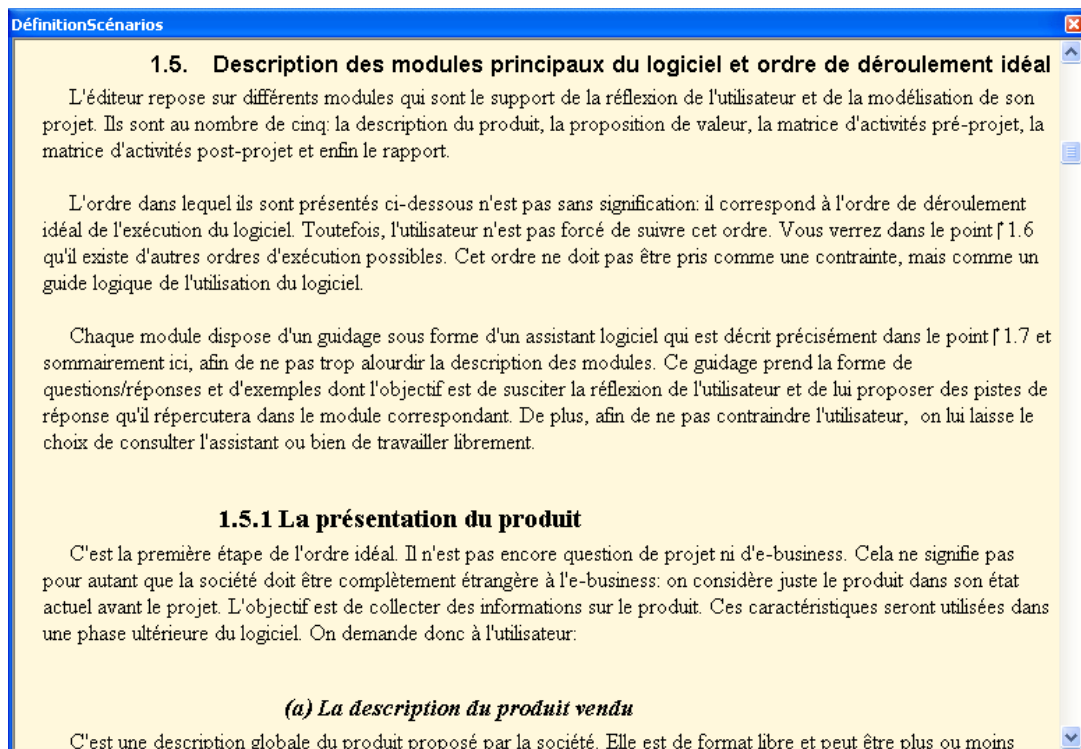 DéfinitionScénarios
1.5. Description des modules principaux du logiciel et ordre de déroulement idéal
L'éditeur repose sur différents modules qui sont le support de la réflexion de l'utilisateur et de la modélisation de son
projet. Ils sont au nombre de cinq: la description du produit, la proposition de valeur, la matrice d'activités pré-projet, la
matrice d'activités post-projet et enfin le rapport.
L'ordre dans lequel ils sont présentés ci-dessous n'est pas sans signification: il correspond à l'ordre de déroulement
idéal de l'exécution du logiciel. Toutefois, l'utilisateur n'est pas forcé de suivre cet ordre. Vous verrez dans le point⌈1.6
qu'il existe d'autres ordres d'exécution possibles. Cet ordre ne doit pas être pris comme une contrainte, mais comme un
guide logique de l'utilisation du logiciel.
Chaque module dispose d'un guidage sous forme d'un assistant logiciel qui est décrit précisément dans le point⌈1.7 et
sommairement ici, afin de ne pas trop alourdir la description des modules. Ce guidage prend la forme de
questions/réponses et d'exemples dont l'objectif est de susciter la réflexion de l'utilisateur et de lui proposer des pistes de
réponse qu'il répercutera dans le module correspondant. De plus, afin de ne pas contraindre l'utilisateur, on lui laisse le
choix de consulter l'assistant ou bien de travailler librement.
1.5.1 La présentation du produit
C'est la première étape de l'ordre idéal. Il n'est pas encore question de projet ni d'e-business. Cela ne signifie pas
pour autant que la société doit être complètement étrangère à l'e-business: on considère juste le produit dans son état
actuel avant le projet. L'objectif est de collecter des informations sur le produit. Ces caractéristiques seront utilisées dans
une phase ultérieure du logiciel. On demande donc à l'utilisateur:
(a) La description du produit vendu
C'est une description globale du produit proposé par la société. Elle est de format libre et peut être plus ou moins